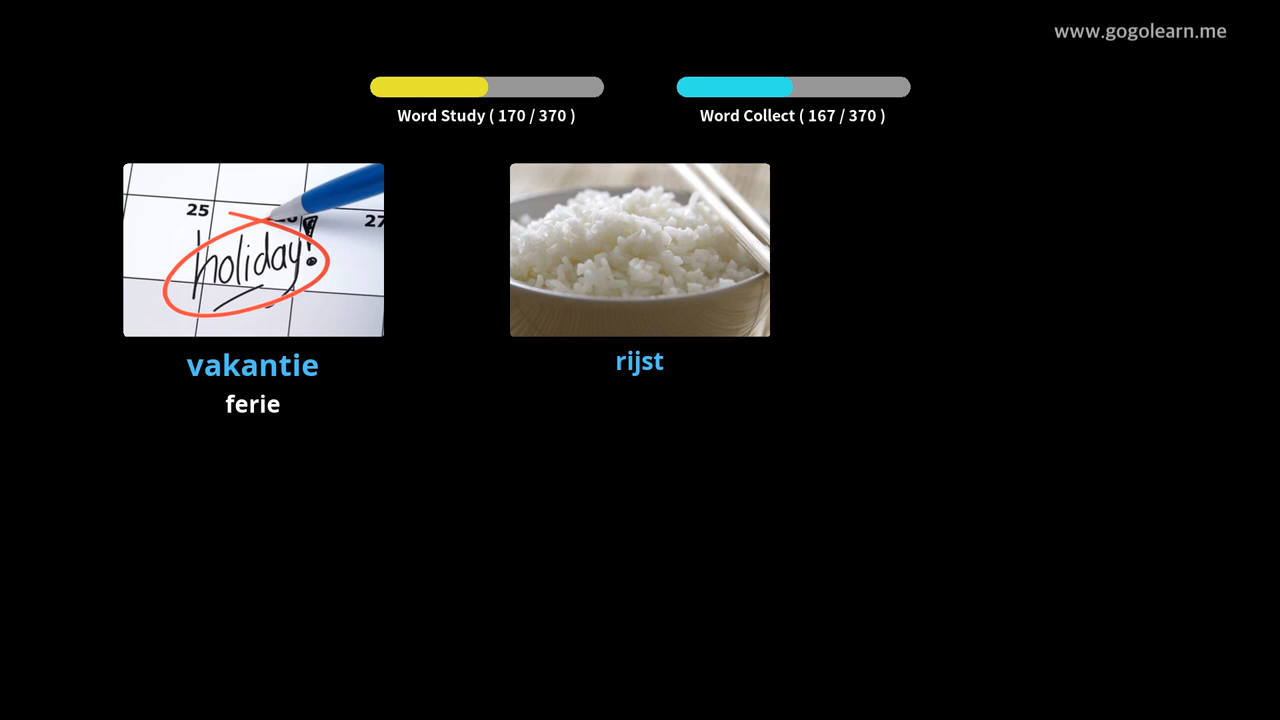 www.gogolearn.me
Word Study ( 170 / 370 )
Word Collect ( 167 / 370 )
25
27
holiday!
vakantie
ferie
rijst